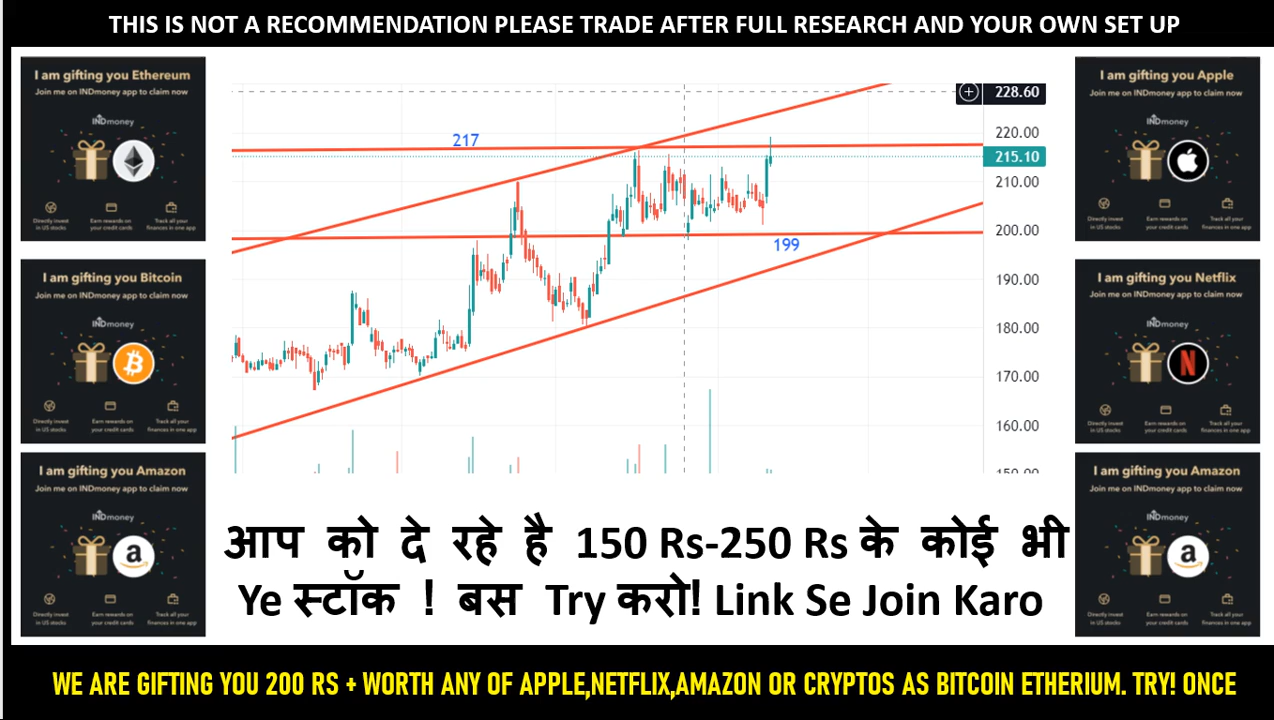 THIS IS NOT A RECOMMENDATION PLEASE TRADE AFTER FULL RESEARCH AND YOUR OWN SET UP
I am gifting you Ethereum
Join me on INDmoney app to claim now
INDmoney
Directly invest in US stocks
Earn rewards on your credit cards
Track all your finances in one app
I am gifting you Bitcoin
Join me on INDmoney app to claim now
INDmoney
Directly invest in US stocks
Earn rewards on your credit cards
Track all your finances in one app
I am gifting you Amazon
Join me on INDmoney app to claim now
INDmoney
a
Directly invest in US stocks
Earn rewards on your credit cards
Track all your finances in one app
217
199
228.60
220.00
215.10
210.00
200.00
190.00
180.00
170.00
160.00
150.00
I am gifting you Apple
Join me on INDmoney app to claim now
INDmoney
Directly invest in US stocks
Earn rewards on your credit cards
Track all your finances in one app
I am gifting you Netflix
Join me on INDmoney app to claim now
INDmoney
N
Directly invest in US stocks
Earn rewards on your credit cards
Track all your finances in one app
I am gifting you Amazon
Join me on INDmoney app to claim now
INDmoney
a
Directly invest in US stocks
Earn rewards on your credit cards
Track all your finances in one app
आप को दे रहे है 150 Rs-250 Rs के कोई भी
Ye स्टॉक ! बस Try करो! Link Se Join Karo
WE ARE GIFTING YOU 200 RS + WORTH ANY OF APPLE,NETFLIX,AMAZON OR CRYPTOS AS BITCOIN ETHERIUM. TRY! ONCE